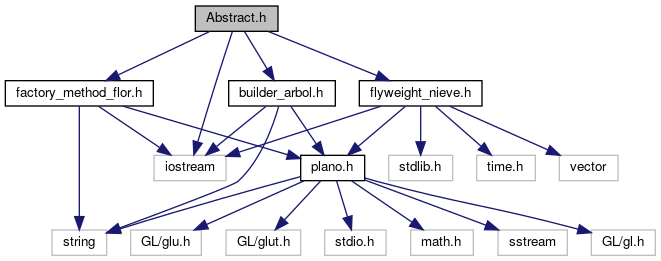 Abstract.h
factory_method_flor.h
builder_arbol.h
flyweight_nieve.h
iostream
plano.h
stdlib.h
time.h
vector
string
GL/glu.h
GL/glut.h
stdio.h
math.h
sstream
GL/gl.h